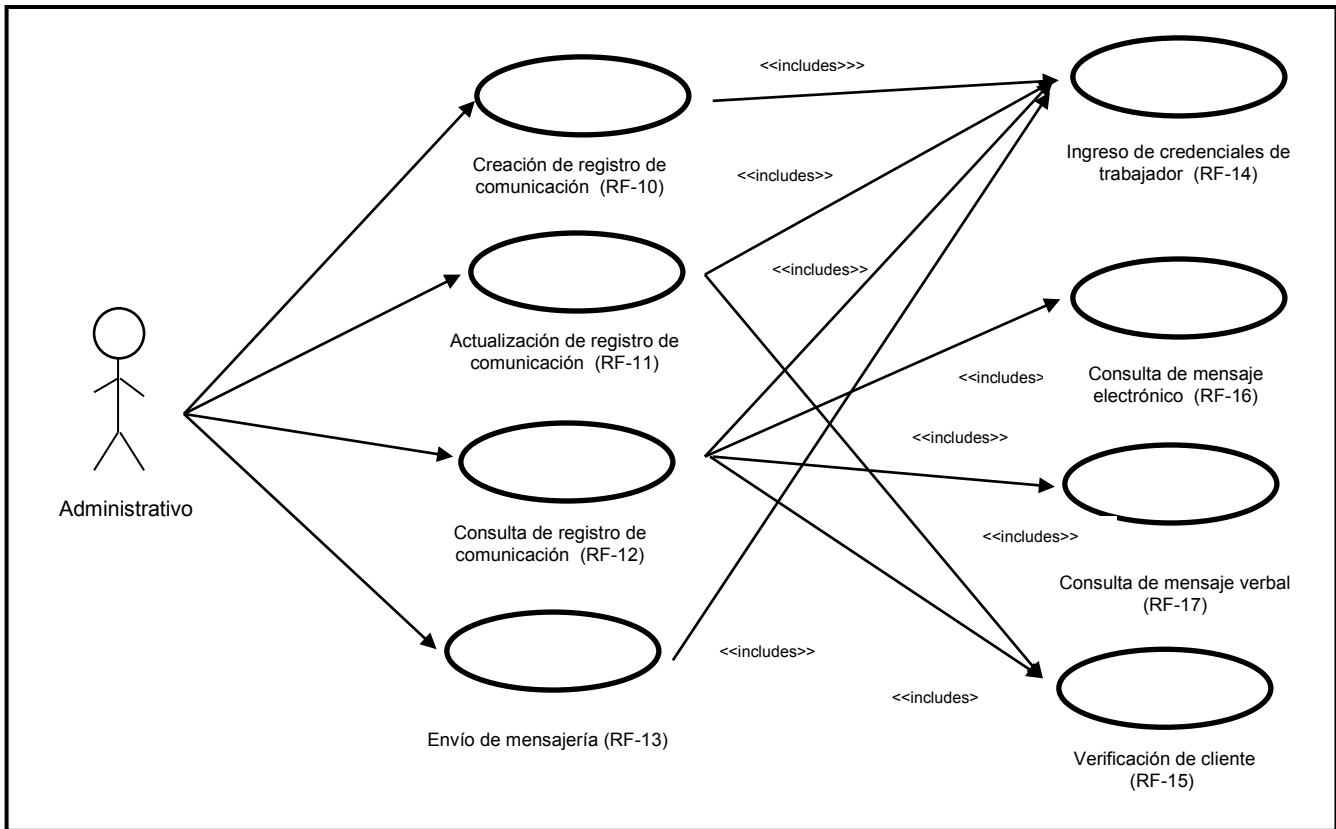 <<includes>>>
Creación de registro de
comunicación (RF-10)
Ingreso de credenciales de
trabajador (RF-14)
<<includes>>
<<includes>>
Actualización de registro de
comunicación (RF-11)
<<includes>
Consulta de mensaje
electrónico (RF-16)
<<includes>>
Administrativo
Consulta de registro de
comunicación (RF-12)
<<includes>>
Consulta de mensaje verbal
(RF-17)
<<includes>>
<<includes>
Envío de mensajería (RF-13)
Verificación de cliente
(RF-15)